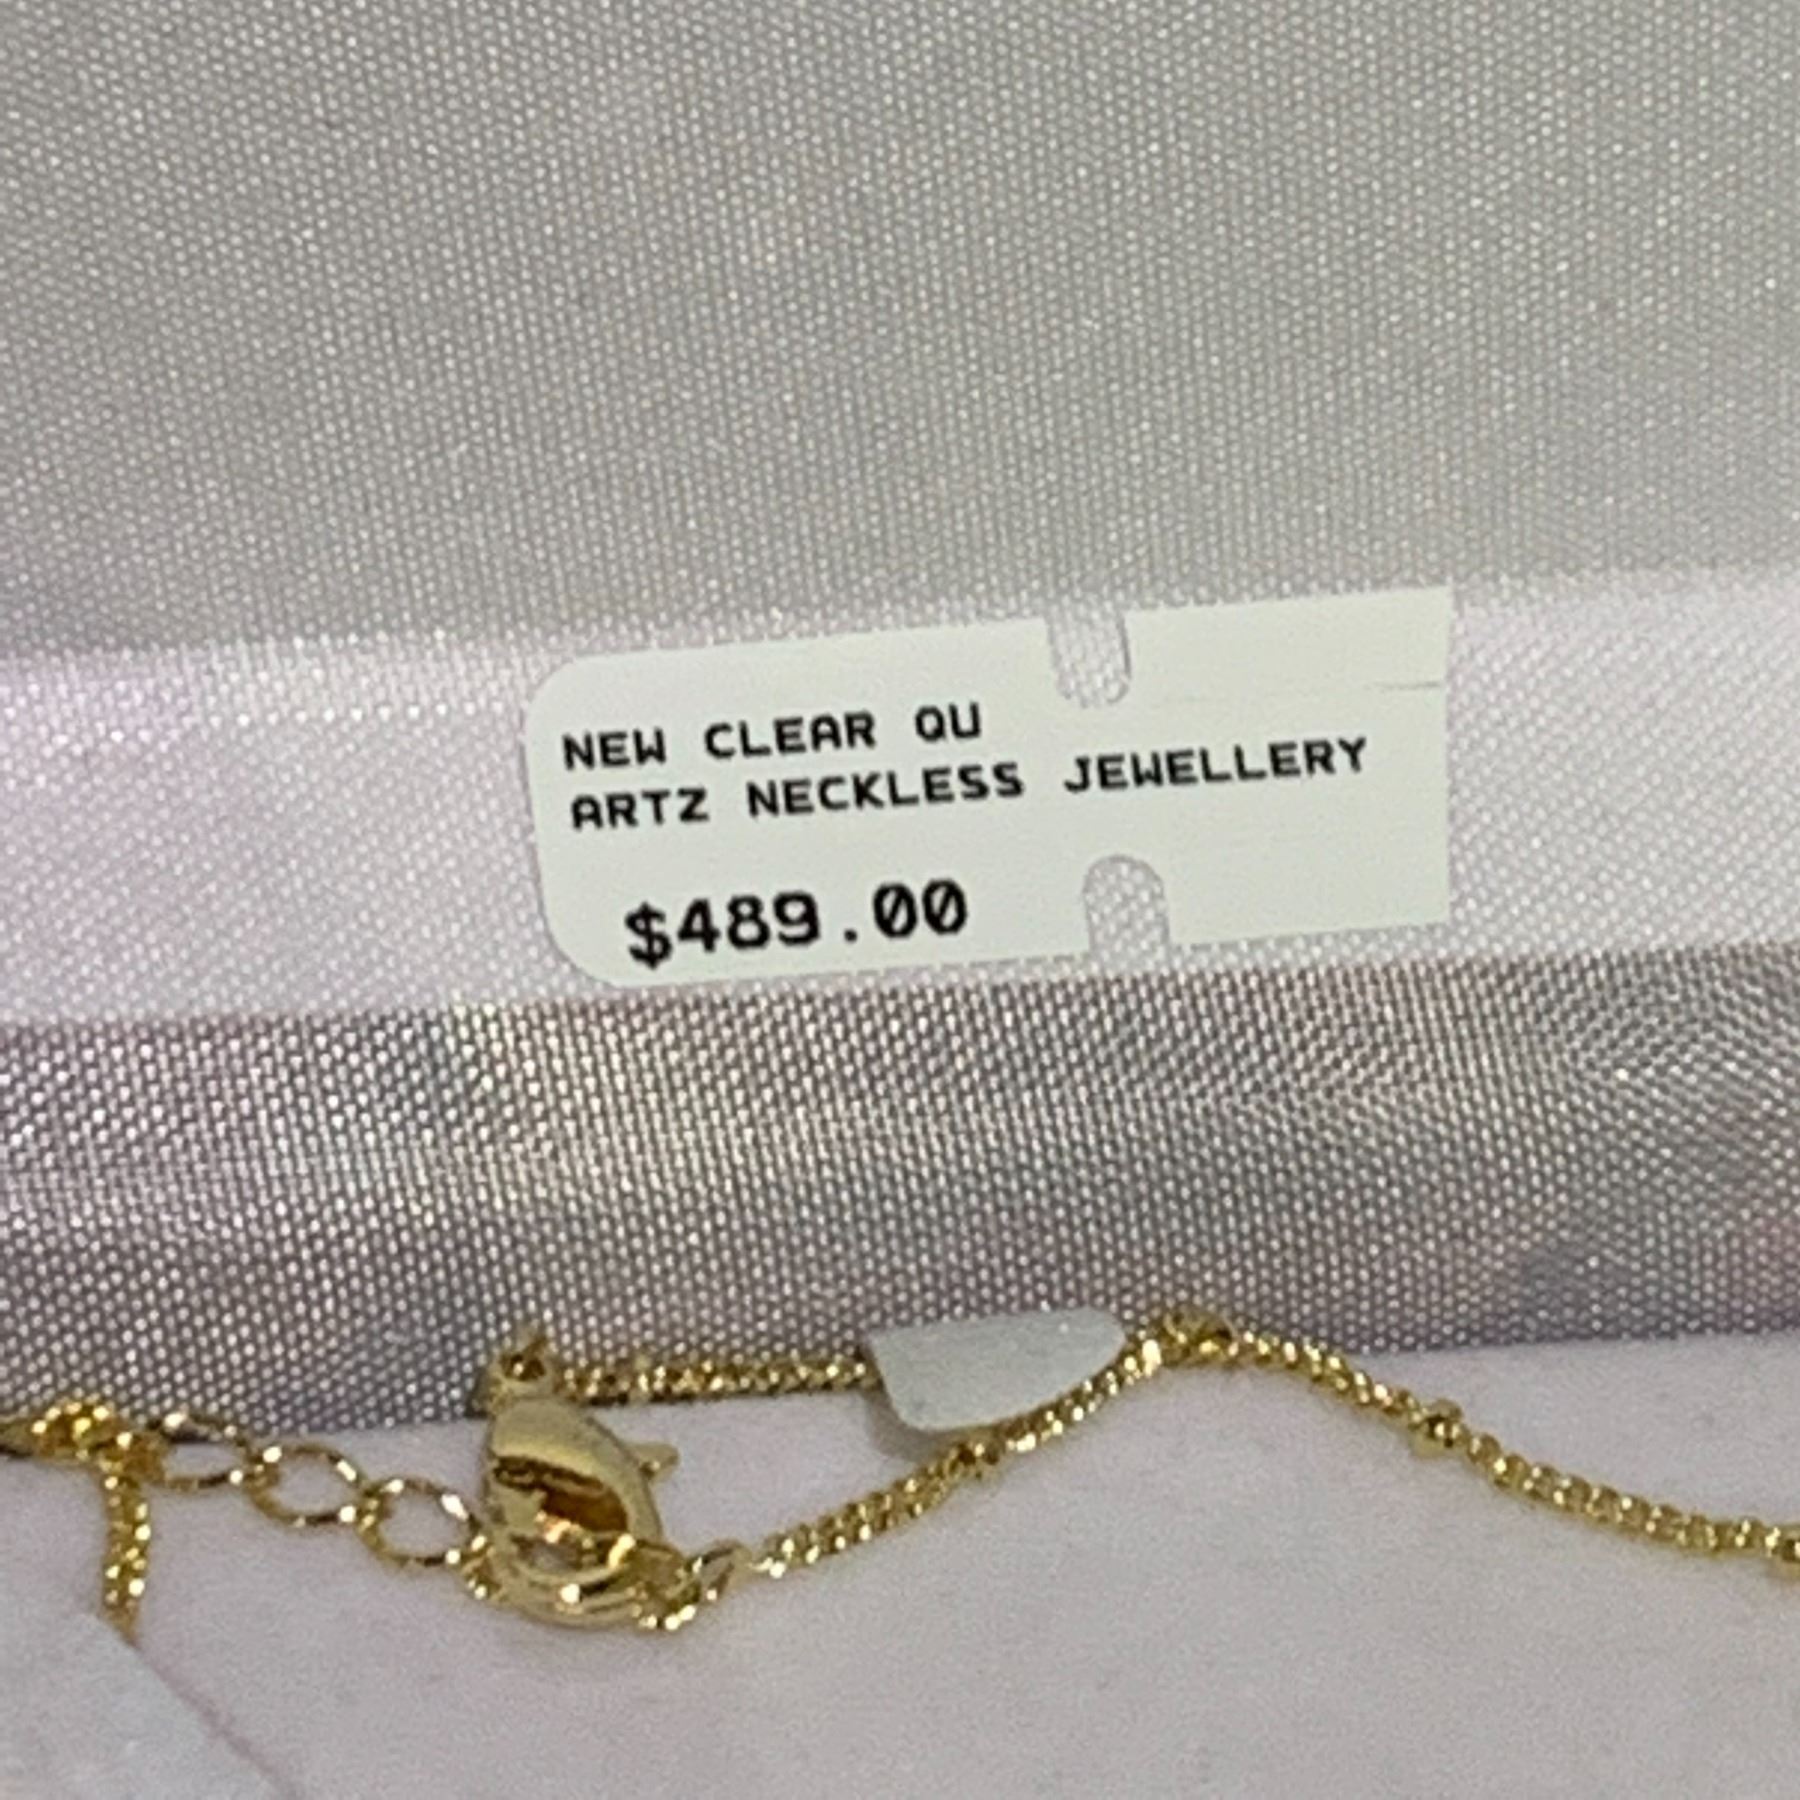 NEW CLEAR QU
ARTZ NECKLESS JEWELLERY
$489.00